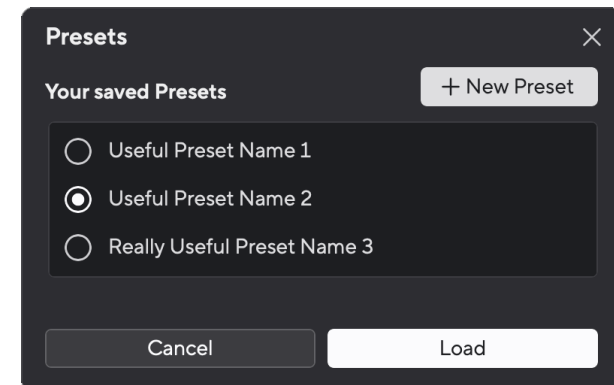 Presets
Your saved Presets
+ New Preset
Useful Preset Name 1
Useful Preset Name 2
Really Useful Preset Name 3
Cancel
Load